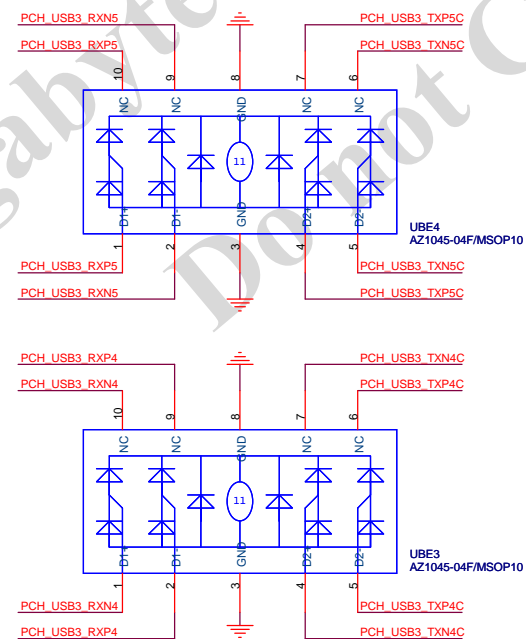 PCH_USB3_RXN5
PCH_USB3_TXP5C
PCH_USB3_RXP5
PCH_USB3_TXN5C
10 9 8 7 6
NC NC GND NC NC
11
D1+ D1- GND D2+ D2-
UBE4
AZ1045-04F/MSOP10
1 2 3 4 5
PCH_USB3_RXP5
PCH_USB3_TXN5C
PCH_USB3_RXN5
PCH_USB3_TXP5C
Do not C
gabyte
PCH_USB3_RXP4
PCH_USB3_TXN4C
PCH_USB3_RXN4
PCH_USB3_TXP4C
10 9 8 7 6
NC NC GND NC NC
11
D1+ D1- GND D2+ D2-
UBE3
AZ1045-04F/MSOP10
1 2 3 4 5
PCH_USB3_RXN4
PCH_USB3_TXP4C
PCH_USB3_RXP4
PCH_USB3_TXN4C